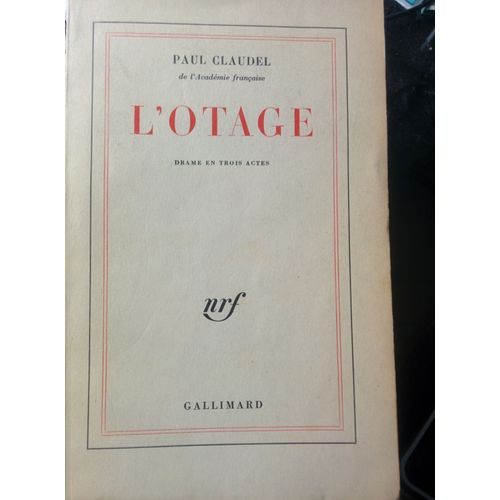 PAUL CLAUDEL
de l'Académie française
L'OTAGE
DRAME EN TROIS ACTES
nrf
GALLIMARD